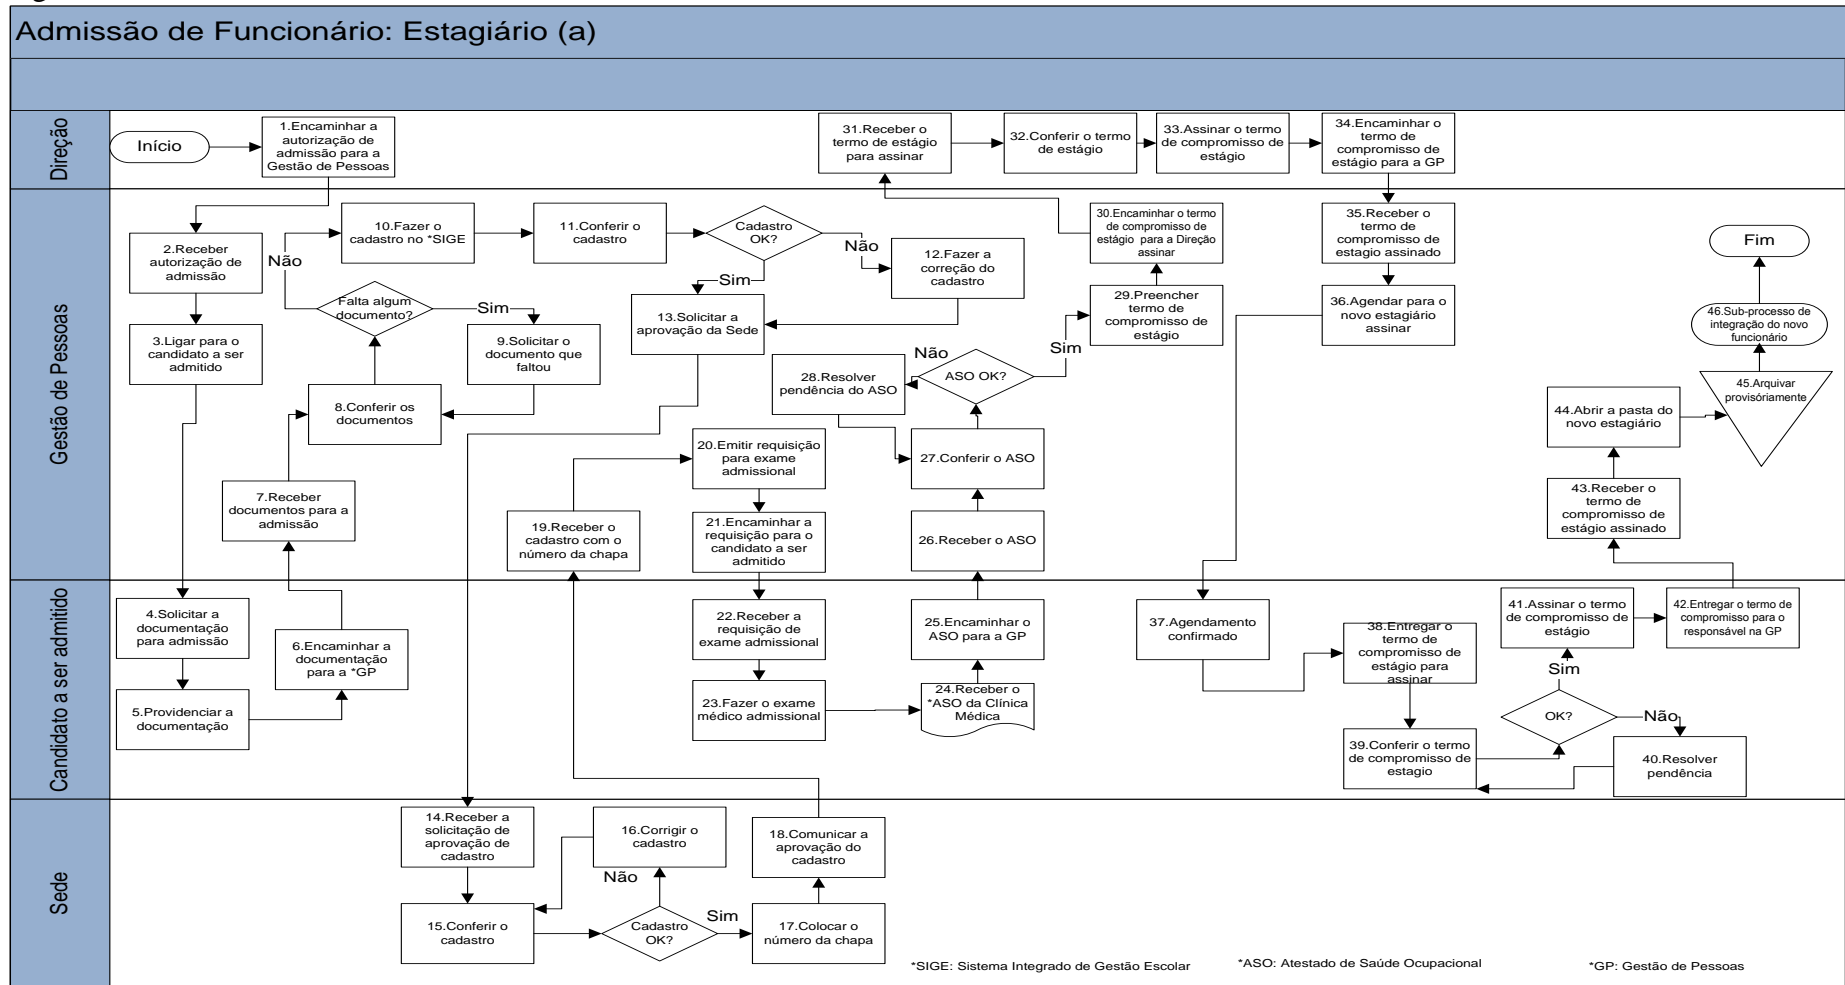 Admissão de Funcionário: Estagiário (a)
Direção
Início
1.Encaminhar a
autorização de
admissão para a
Gestão de Pessoas
31.Receber o
termo de estágio
para assinar
32.Conferir o termo
de estágio
33.Assinar o termo
de compromisso de
estágio
34.Encaminhar o
termo de
compromisso de
estágio para a GP
Gestão de Pessoas
2.Receber
autorização de
admissão
3.Ligar para o
candidato a ser
admitido
Não
Falta algum
documento?
Sim
10.Fazer o
cadastro no *SIGE
11.Conferir o
cadastro
Cadastro
OK?
Não
Sim
12.Fazer a
correção do
cadastro
13.Solicitar a
aprovação da Sede
9.Solicitar o
documento que
faltou
8.Conferir os
documentos
7.Receber
documentos para a
admissão
19.Receber o
cadastro com o
número da chapa
20.Emitir requisição
para exame
admissional
21.Encaminhar a
requisição para o
candidato a ser
admitido
28.Resolver
pendência do ASO
Não
ASO OK?
Sim
27.Conferir o ASO
26.Receber o ASO
30.Encaminhar o termo
de compromisso de
estágio para a Direção
assinar
29.Preencher
termo de
compromisso de
estágio
35.Receber o
termo de
compromisso de
estagio assinado
36.Agendar para o
novo estagiário
assinar
Fim
46.Sub-processo de
integração do novo
funcionário
45.Arquivar
provisóriamente
44.Abrir a pasta do
novo estagiário
43.Receber o
termo de
compromisso de
estágio assinado
Candidato a ser admitido
4.Solicitar a
documentação
para admissão
5.Providenciar a
documentação
6.Encaminhar a
documentação
para a *GP
22.Receber a
requisição de
exame admissional
23.Fazer o exame
médico admissional
24.Receber o
*ASO da Clínica
Médica
25.Encaminhar o
ASO para a GP
37.Agendamento
confirmado
38.Entregar o
termo de
compromisso de
estágio para
assinar
39.Conferir o termo
de compromisso de
estagio
OK?
Sim
Não
40.Resolver
pendência
41.Assinar o termo
de compromisso de
estágio
42.Entregar o termo de
compromisso para o
responsável na GP
Sede
14.Receber a
solicitação de
aprovação de
cadastro
15.Conferir o
cadastro
16.Corrigir o
cadastro
Não
Cadastro
OK?
Sim
17.Colocar o
número da chapa
18.Comunicar a
aprovação do
cadastro
*SIGE: Sistema Integrado de Gestão Escolar
*ASO: Atestado de Saúde Ocupacional
*GP: Gestão de Pessoas